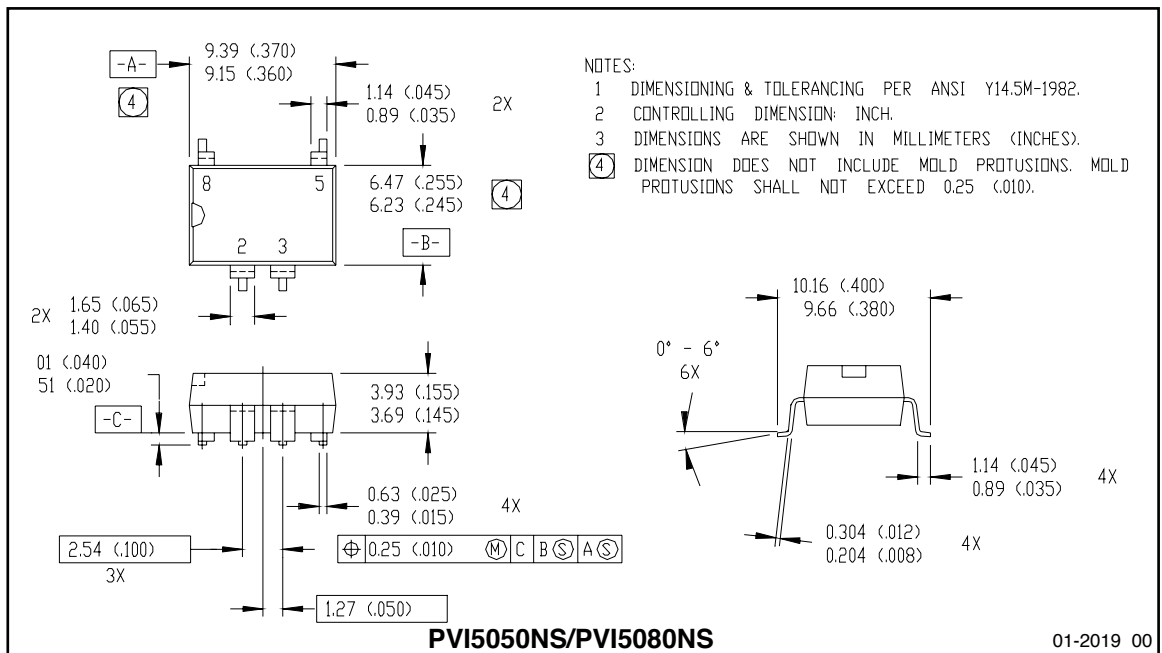 -A-
9.39 (.370)
9.15 (.360)
4
1.14 (.045)
0.89 (.035)
2X
8
5
6.47 (.255)
6.23 (.245)
4
2
3
-B-
2X
1.65 (.065)
1.40 (.055)
01 (.040)
51 (.020)
-C-
3.93 (.155)
3.69 (.145)
0.63 (.025)
0.39 (.015)
4X
2.54 (.100)
3X
⌖ 0.25 (.010) Ⓜ C B Ⓢ A Ⓢ
1.27 (.050)
NOTES:
1 DIMENSIONING & TOLERANCING PER ANSI Y14.5M-1982.
2 CONTROLLING DIMENSION: INCH.
3 DIMENSIONS ARE SHOWN IN MILLIMETERS (INCHES).
4 DIMENSION DOES NOT INCLUDE MOLD PROTUSIONS. MOLD
PROTUSIONS SHALL NOT EXCEED 0.25 (.010).
10.16 (.400)
9.66 (.380)
0° - 6°
6X
1.14 (.045)
0.89 (.035)
4X
0.304 (.012)
0.204 (.008)
4X
PVI5050NS/PVI5080NS
01-2019 00